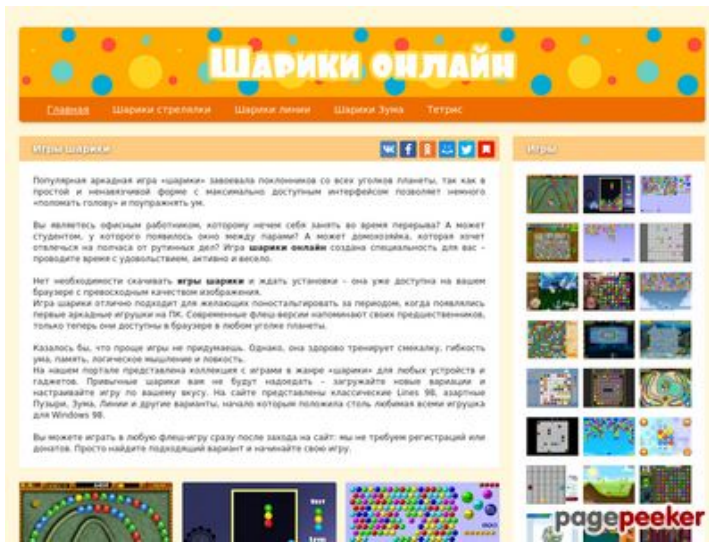 Шарики онлайн
Главная Шарики стрелялки Шарики линии Шарики Зума Тетрис
Игры шарики
Игры
Популярная аркадная игра «шарики» завоевала поклонников со всех уголков планеты, так как в
простой и ненавязчивой форме с максимально доступным интерфейсом позволяет немного
«поломать голову» и поупражнять ум.
Вы являетесь офисным работником, которому нечем себя занять во время перерыва? А может
студентом, у которого появилось окно между парами? А может домохозяйка, которая хочет
отвлечься на полчаса от рутинных дел? Игра шарики онлайн создана специальность для вас –
проводите время с удовольствием, активно и весело.
Нет необходимости скачивать игры шарики и ждать установки – она уже доступна на вашем
браузере с превосходным качеством изображения.
Игра шарики отлично подходит для желающих поностальгировать за периодом, когда появлялись
первые аркадные игрушки на ПК. Современные флеш-версии напоминают своих предшественников,
только теперь они доступны в браузере в любом уголке планеты.
Казалось бы, что проще игры не придумаешь. Однако, она здорово тренирует смекалку, гибкость
ума, память, логическое мышление и ловкость.
На нашем портале представлена коллекция с играми в жанре «шарики» для любых устройств и
гаджетов. Привычные шарики вам не будут надоедать – загружайте новые вариации и
настраивайте игру по вашему вкусу. На сайте представлены классические Lines 98, азартные
Пузыри, Зума, Линии и другие варианты, начало которым положила столь любимая всеми игрушка
для Windows 98.
Вы можете играть в любую флеш-игру сразу после захода на сайт: мы не требуем регистраций или
донатов. Просто найдите подходящий вариант и начинайте свою игру.
pagepeeker